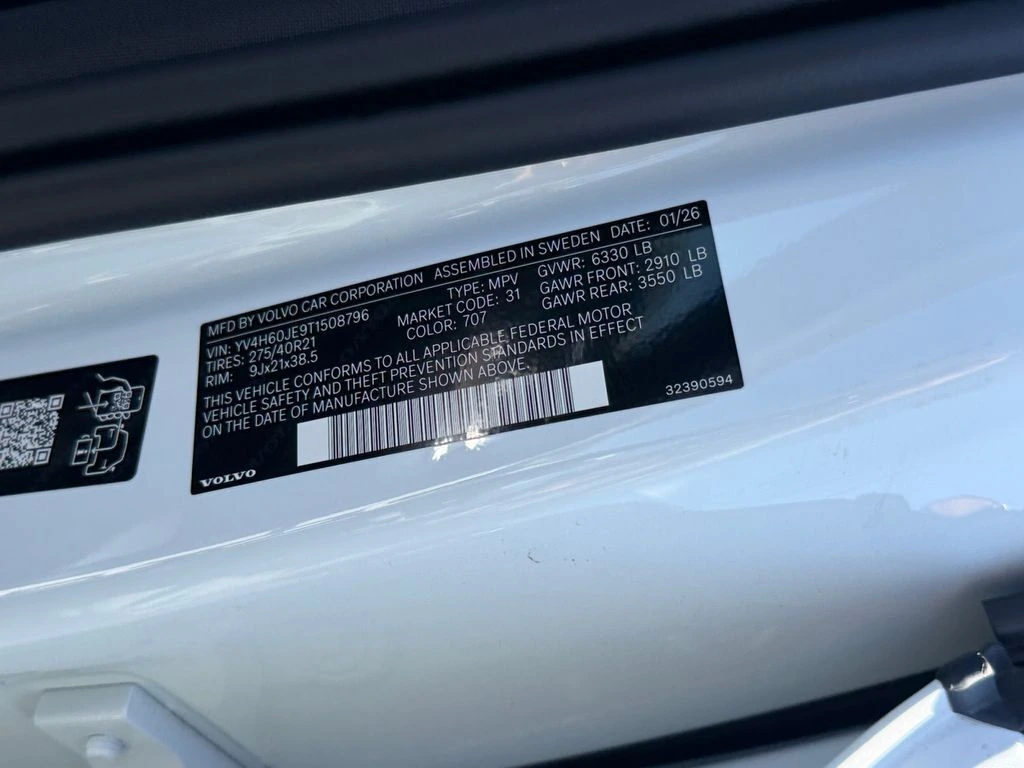 MFD BY VOLVO CAR CORPORATION ASSEMBLED IN SWEDEN DATE: 01/26
VIN: YV4H60JE9T1508796 TYPE: MPV GVWR: 6330 LB
TIRES: 275/40R21 MARKET CODE: 31 GAWR FRONT: 2910 LB
RIM: 9Jx21x38.5 COLOR: 707 GAWR REAR: 3550 LB
THIS VEHICLE CONFORMS TO ALL APPLICABLE FEDERAL MOTOR
VEHICLE SAFETY AND THEFT PREVENTION STANDARDS IN EFFECT
ON THE DATE OF MANUFACTURE SHOWN ABOVE.
32390594
VOLVO